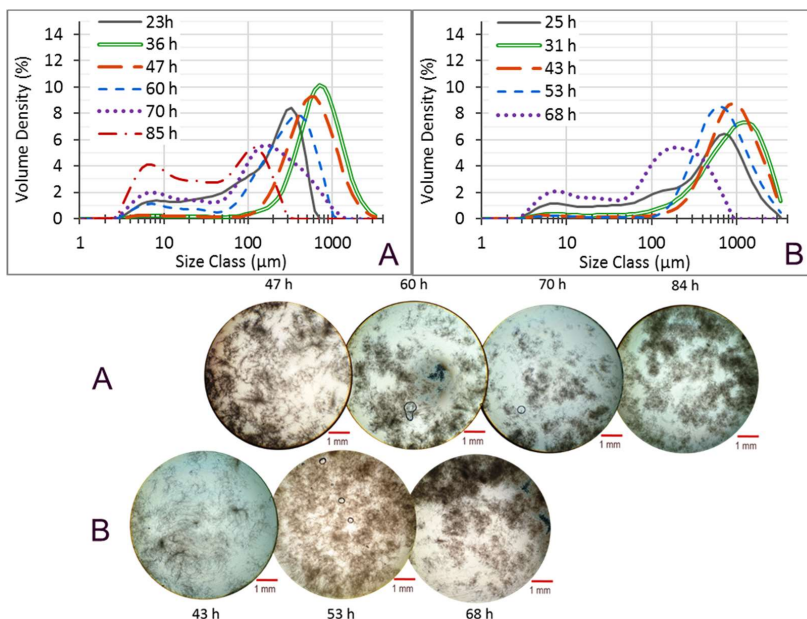 23h
36 h
47 h
60 h
70 h
85 h
Volume Density (%)
14
12
10
8
6
4
2
0
1
10
100
1000
Size Class (µm)
A
25 h
31 h
43 h
53 h
68 h
Volume Density (%)
14
12
10
8
6
4
2
0
1
10
100
1000
Size Class (µm)
B
47 h
60 h
70 h
84 h
A
1 mm
1 mm
1 mm
1 mm
B
1 mm
1 mm
1 mm
43 h
53 h
68 h